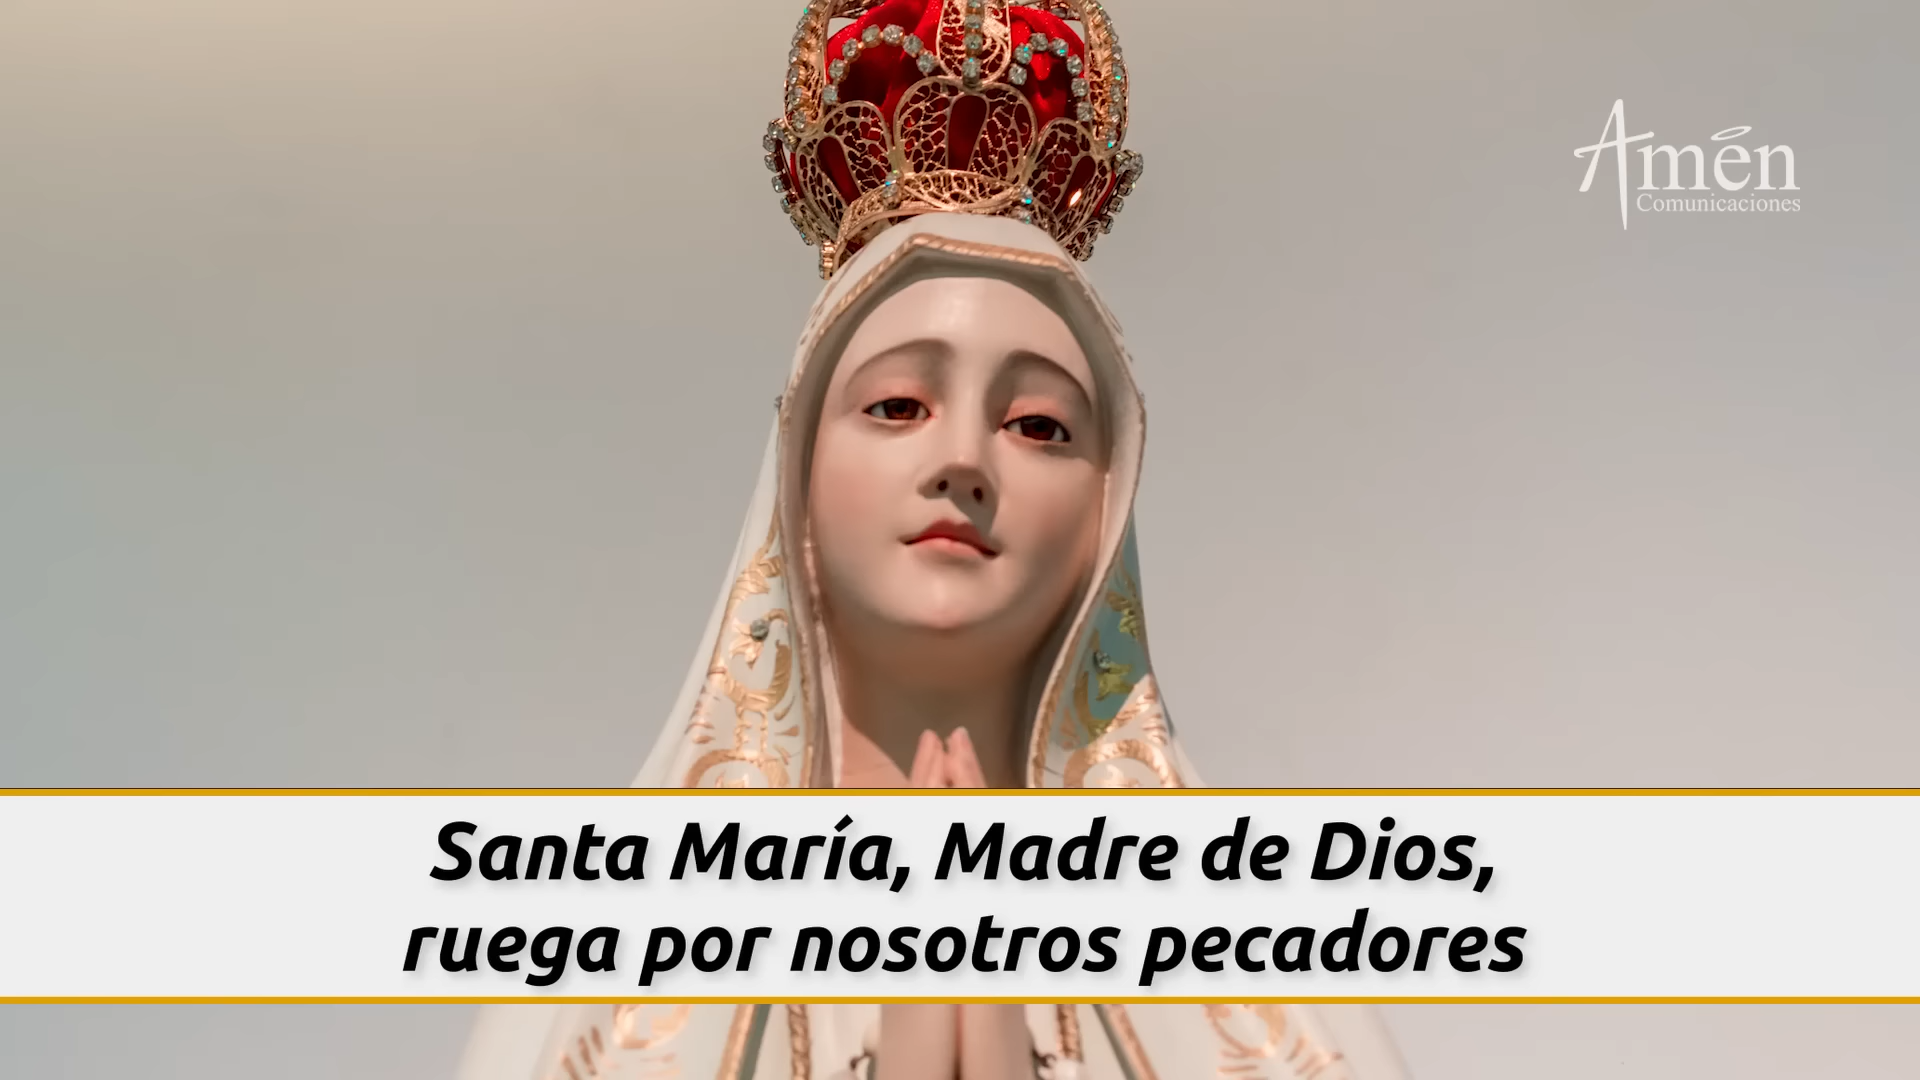 Amén
Comunicaciones
Santa María, Madre de Dios,
ruega por nosotros pecadores